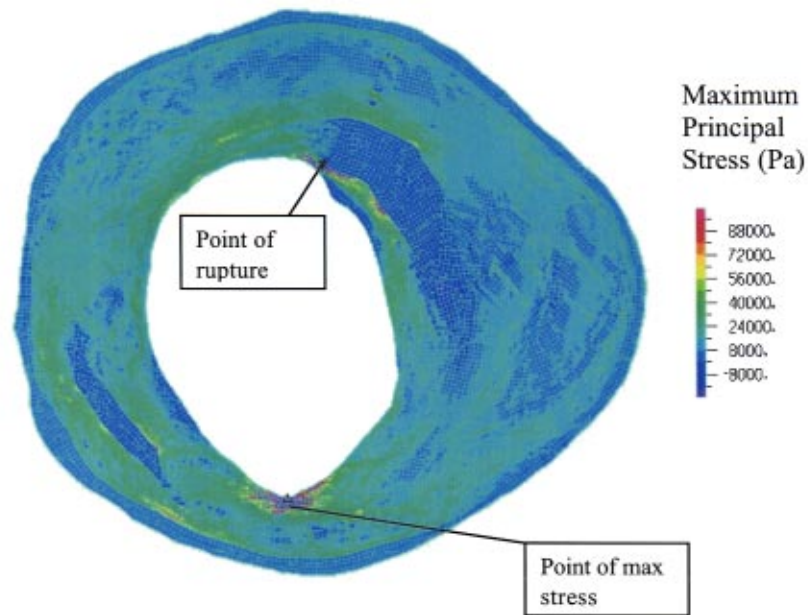 Maximum
Principal
Stress (Pa)
88000.
72000.
56000.
40000.
24000.
8000.
-8000.
Point of
rupture
Point of max
stress